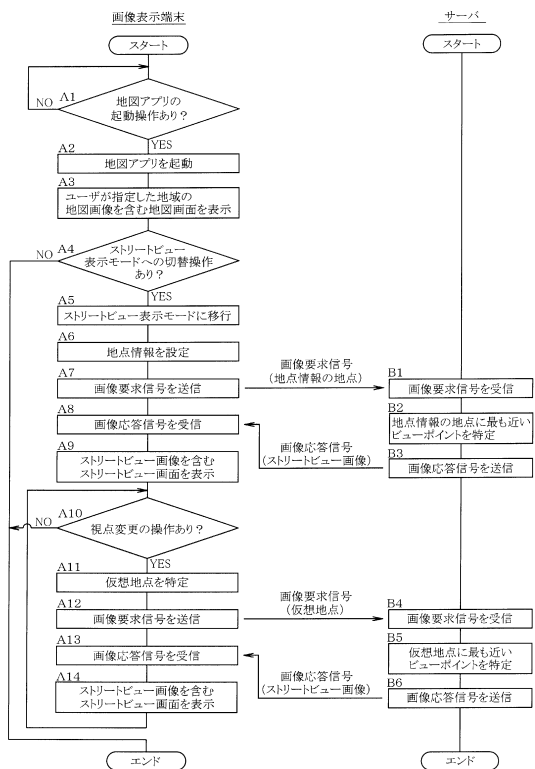 画像表示端末
サーバ
スタート
スタート
A1
地図アプリの
起動操作あり？
NO
YES
A2
地図アプリを起動
A3
ユーザが指定した地域の
地図画像を含む地図画面を表示
A4
NO
ストリートビュー
表示モードへの切替操作
あり？
YES
A5
ストリートビュー表示モードに移行
A6
地点情報を設定
A7
画像要求信号を送信
画像要求信号
(地点情報の地点)
B1
画像要求信号を受信
B2
地点情報の地点に最も近い
ビューポイントを特定
A8
画像応答信号を受信
画像応答信号
(ストリートビュー画像)
B3
画像応答信号を送信
A9
ストリートビュー画像を含む
ストリートビュー画面を表示
A10
NO
視点変更の操作あり？
YES
A11
仮想地点を特定
A12
画像要求信号を送信
画像要求信号
(仮想地点)
B4
画像要求信号を受信
A13
画像応答信号を受信
B5
仮想地点に最も近い
ビューポイントを特定
画像応答信号
(ストリートビュー画像)
B6
画像応答信号を送信
A14
ストリートビュー画像を含む
ストリートビュー画面を表示
エンド
エンド